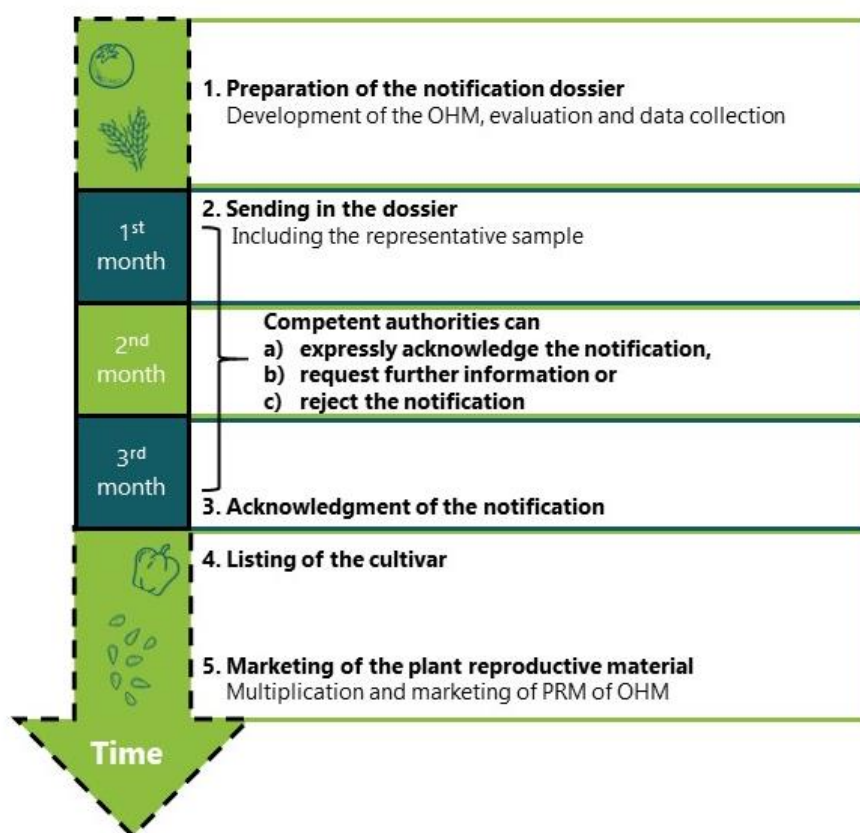 1. Preparation of the notification dossier
Development of the OHM, evaluation and data collection
1st
month
2. Sending in the dossier
Including the representative sample
2nd
month
Competent authorities can
a) expressly acknowledge the notification,
b) request further information or
c) reject the notification
3rd
month
3. Acknowledgment of the notification
4. Listing of the cultivar
5. Marketing of the plant reproductive material
Multiplication and marketing of PRM of OHM
Time